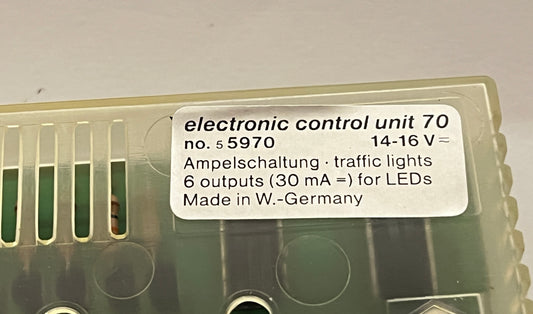 electronic control unit 70
no. 5 5970 14-16 V⎓
Ampelschaltung · traffic lights
6 outputs (30 mA =) for LEDs
Made in W.-Germany